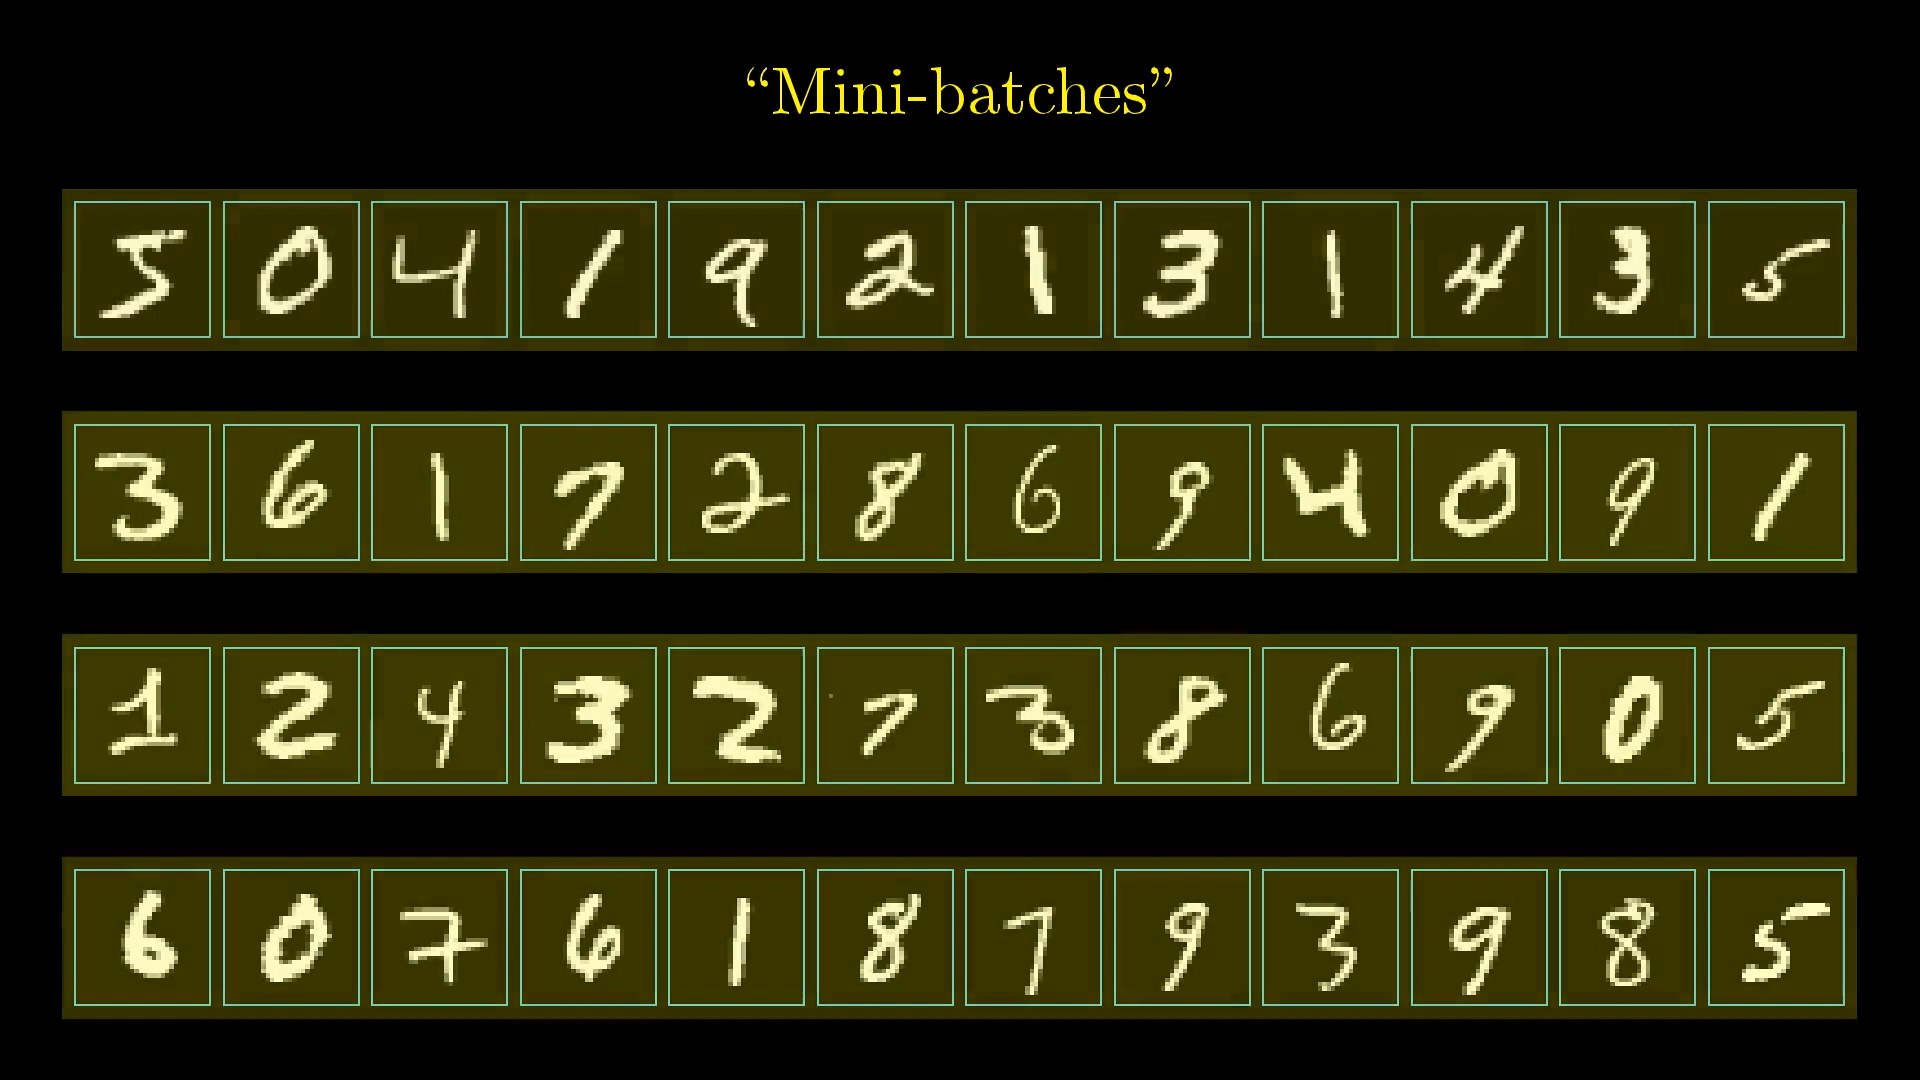 “Mini-batches”
5 0 4 1 9 2 1 3 1 4 3 5
3 6 1 7 2 8 6 9 4 0 9 1
1 2 4 3 2 7 3 8 6 9 0 5
6 0 7 6 1 8 7 9 3 9 8 5